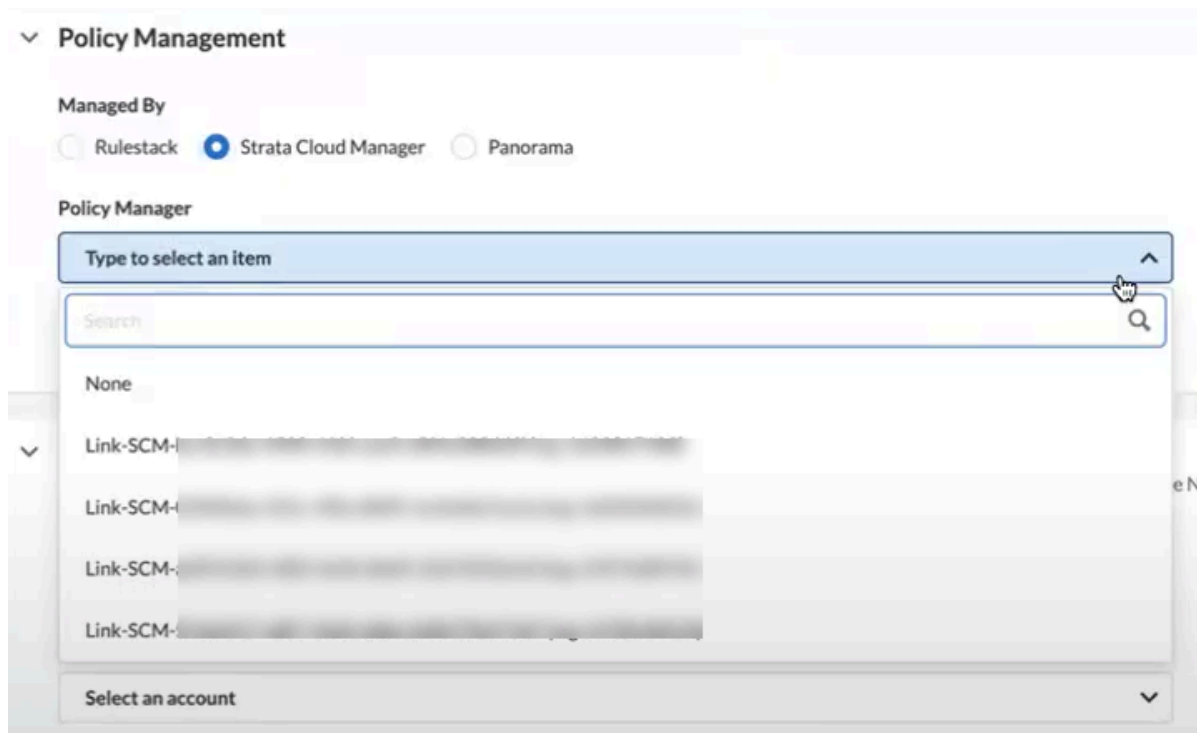 Policy Management
Managed By
Rulestack Strata Cloud Manager Panorama
Policy Manager
Type to select an item
Search
None
Link-SCM-
Link-SCM-
Link-SCM-
Link-SCM-
e N
Select an account